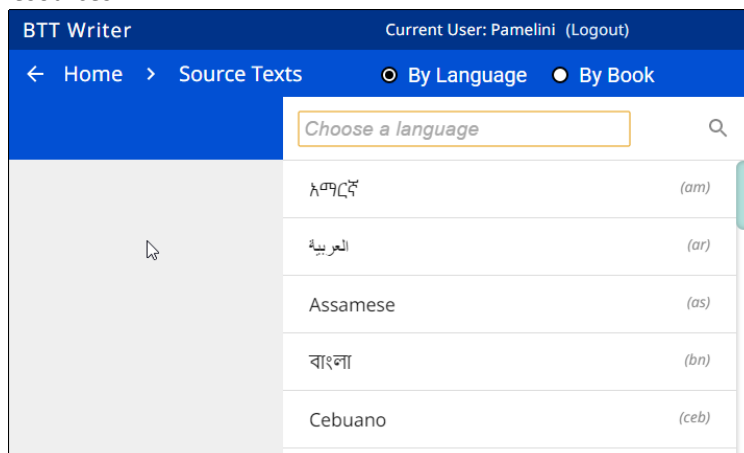 BTT Writer Current User: Pamelini (Logout)
← Home > Source Texts By Language By Book
Choose a language
አማርኛ (am)
العربية (ar)
Assamese (as)
বাংলা (bn)
Cebuano (ceb)